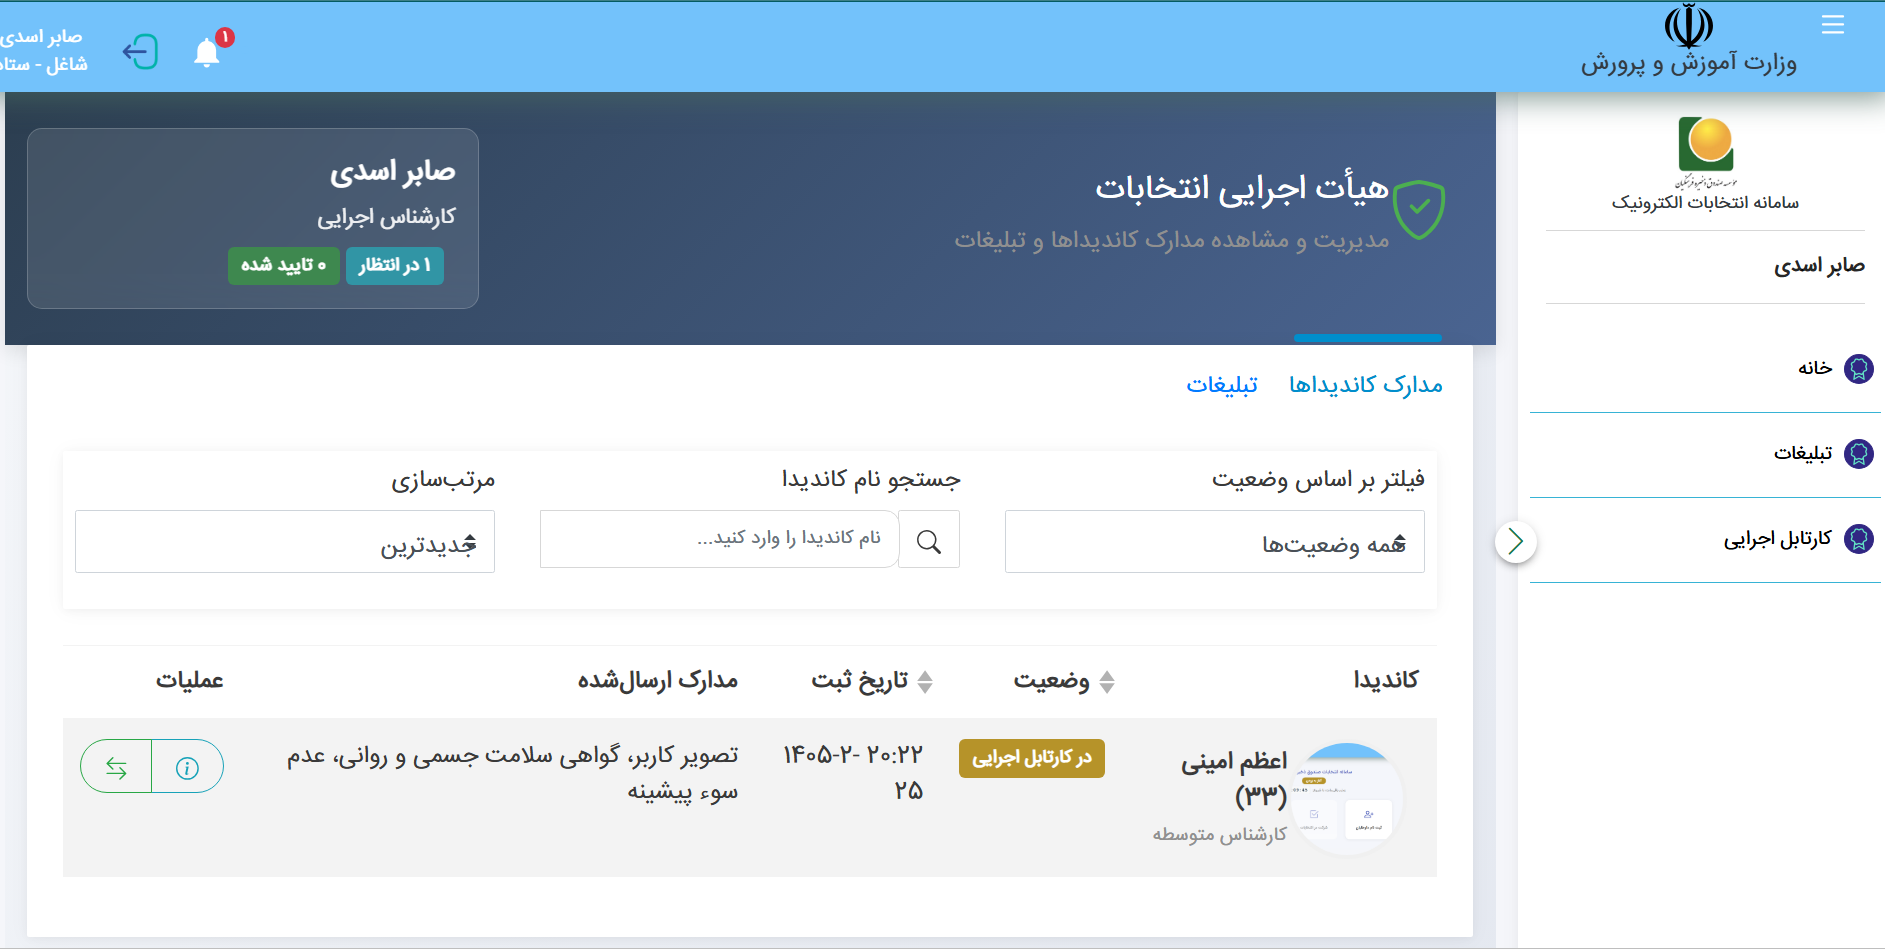 وزارت آموزش و پرورش
۱
صابر اسدی
شاغل - ستاد
موسسه صندوق ذخیره فرهنگیان
سامانه انتخابات الکترونیک
صابر اسدی
خانه
تبلیغات
کارتابل اجرایی
هیأت اجرایی انتخابات
مدیریت و مشاهده مدارک کاندیداها و تبلیغات
صابر اسدی
کارشناس اجرایی
۱ در انتظار
۰ تایید شده
مدارک کاندیداها
تبلیغات
فیلتر بر اساس وضعیت
همه وضعیت‌ها
جستجو نام کاندیدا
نام کاندیدا را وارد کنید...
مرتب‌سازی
جدیدترین
کاندیدا
وضعیت
تاریخ ثبت
مدارک ارسال‌شده
عملیات
اعظم امینی
(۳۳)
کارشناس متوسطه
در کارتابل اجرایی
۲۰:۲۲ ۱۴۰۵-۲-
۲۵
تصویر کاربر، گواهی سلامت جسمی و روانی، عدم
سوء پیشینه